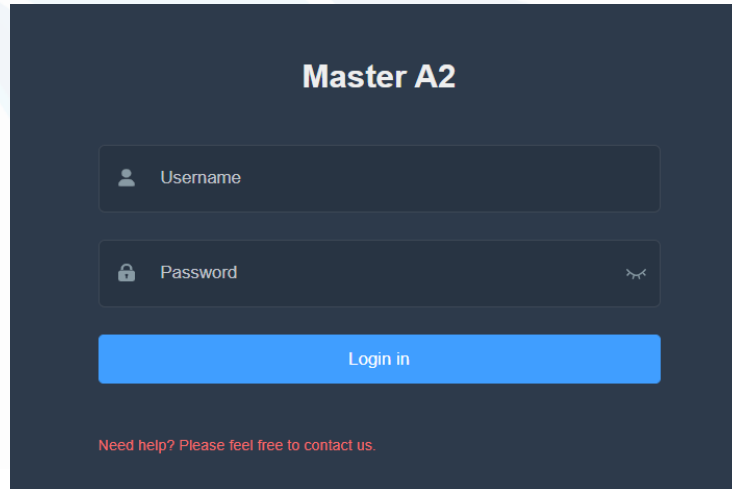 Master A2
Username
Password
Login in
Need help? Please feel free to contact us.